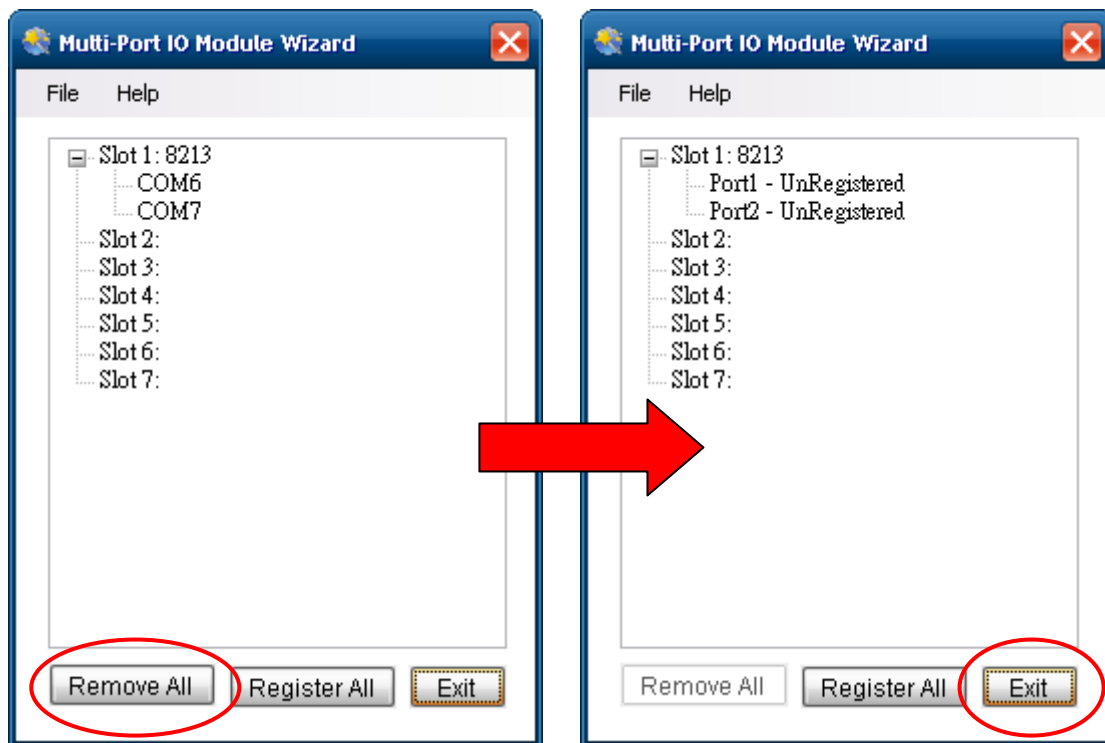 Multi-Port IO Module Wizard
File Help
Slot 1: 8213
COM6
COM7
Slot 2:
Slot 3:
Slot 4:
Slot 5:
Slot 6:
Slot 7:
Remove All Register All Exit
Multi-Port IO Module Wizard
File Help
Slot 1: 8213
Port1 - UnRegistered
Port2 - UnRegistered
Slot 2:
Slot 3:
Slot 4:
Slot 5:
Slot 6:
Slot 7:
Remove All Register All Exit